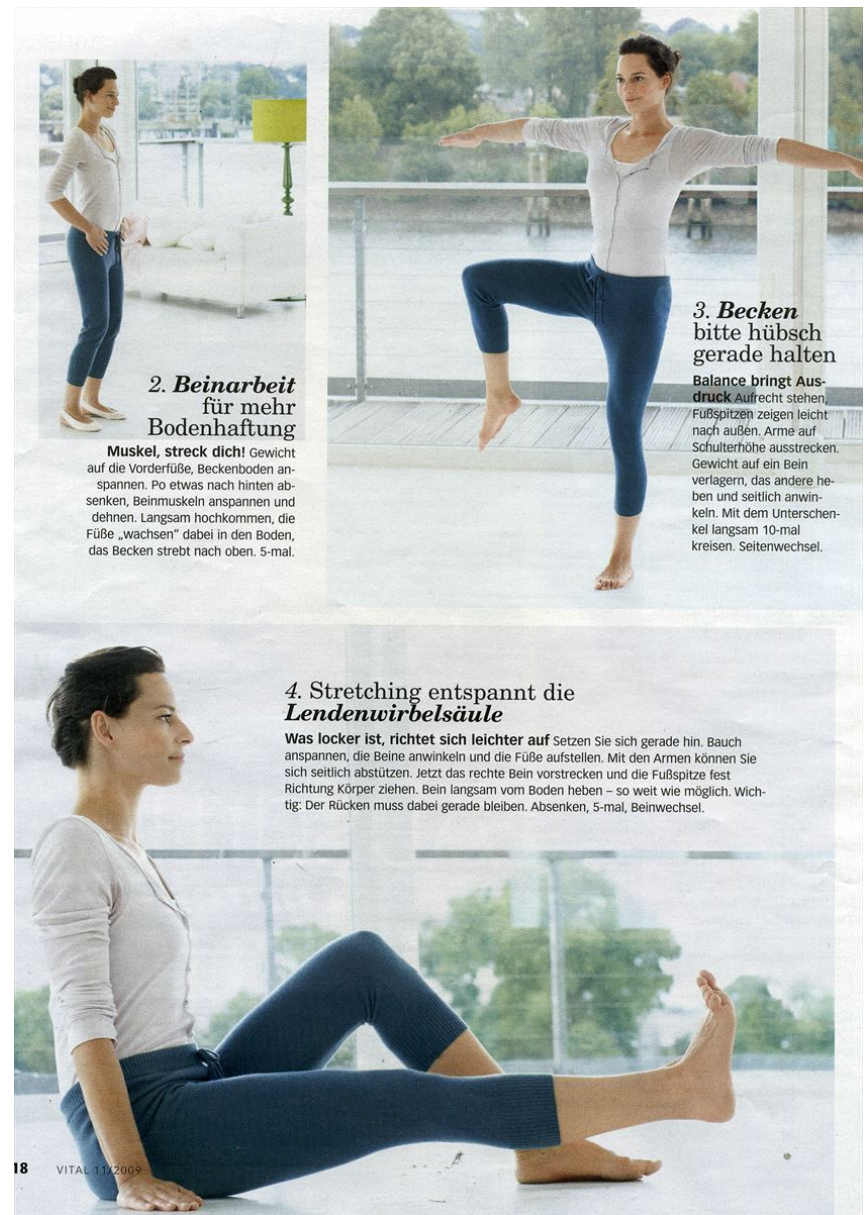 2. Beinarbeit
für mehr
Bodenhaftung
Muskel, streck dich! Gewicht
auf die Vorderfüße, Beckenboden an-
spannen. Po etwas nach hinten ab-
senken, Beinmuskeln anspannen und
dehnen. Langsam hochkommen, die
Füße „wachsen“ dabei in den Boden,
das Becken strebt nach oben. 5-mal.
3. Becken
bitte hübsch
gerade halten
Balance bringt Aus-
druck Aufrecht stehen,
Fußspitzen zeigen leicht
nach außen. Arme auf
Schulterhöhe ausstrecken.
Gewicht auf ein Bein
verlagern, das andere he-
ben und seitlich anwin-
keln. Mit dem Unterschen-
kel langsam 10-mal
kreisen. Seitenwechsel.
4. Stretching entspannt die
Lendenwirbelsäule
Was locker ist, richtet sich leichter auf Setzen Sie sich gerade hin. Bauch
anspannen, die Beine anwinkeln und die Füße aufstellen. Mit den Armen können Sie
sich seitlich abstützen. Jetzt das rechte Bein vorstrecken und die Fußspitze fest
Richtung Körper ziehen. Bein langsam vom Boden heben – so weit wie möglich. Wich-
tig: Der Rücken muss dabei gerade bleiben. Absenken, 5-mal, Beinwechsel.
18 VITAL 11/2009